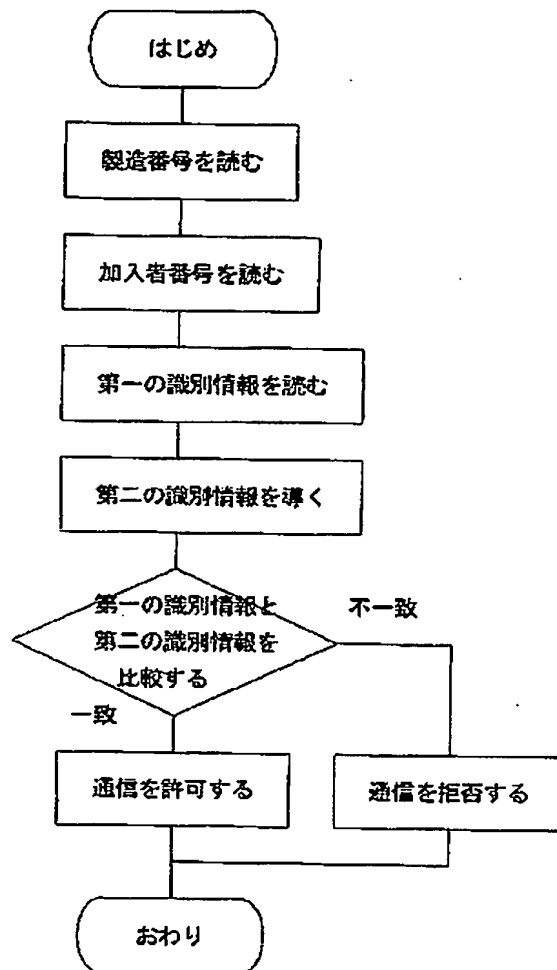 はじめ
製造番号を読む
加入者番号を読む
第一の識別情報を読む
第二の識別情報を導く
第一の識別情報と
第二の識別情報を
比較する
不一致
一致
通信を許可する
通信を拒否する
おわり